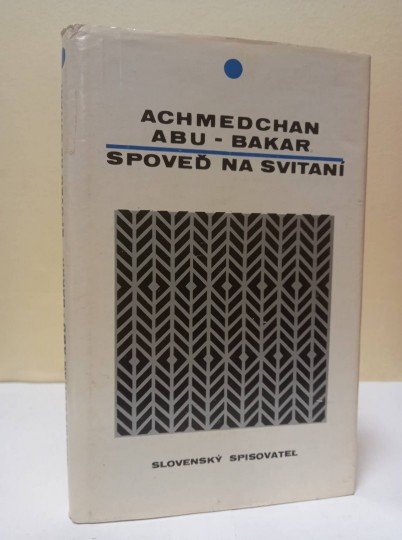 ACHMEDCHAN
ABU - BAKAR
SPOVEĎ NA SVITANÍ
SLOVENSKÝ SPISOVATEĽ